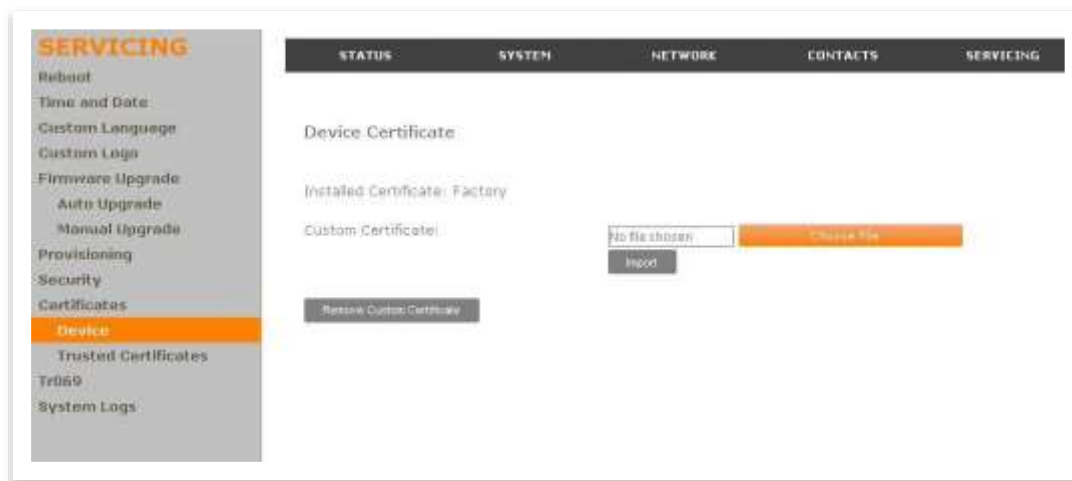 SERVICING
Reboot
Time and Date
Custom Language
Custom Logo
Firmware Upgrade
Auto Upgrade
Manual Upgrade
Provisioning
Security
Certificates
Device
Trusted Certificates
Tr069
System Logs
STATUS SYSTEM NETWORK CONTACTS SERVICING
Device Certificate
Installed Certificate: Factory
Custom Certificate:
No file chosen Choose File
Import
Remove Custom Certificate